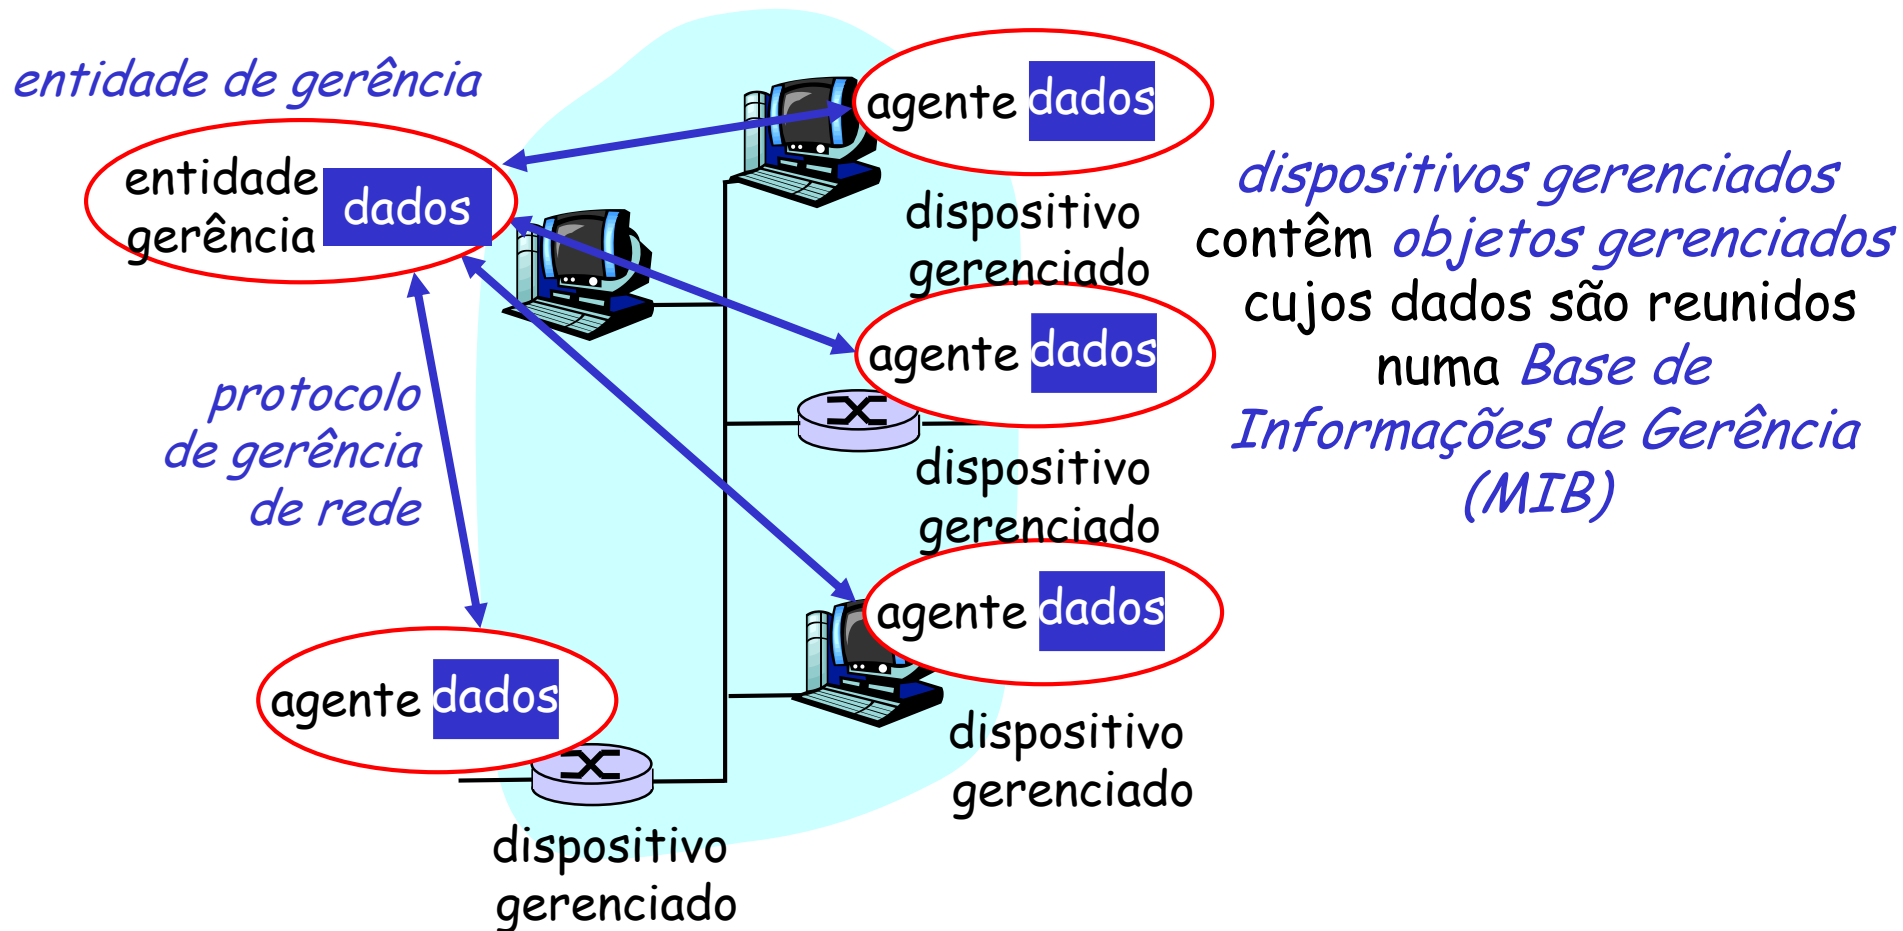 entidade de gerência
entidade
gerência
dados
agente dados
dispositivo
gerenciado
agente dados
dispositivo
gerenciado
agente dados
dispositivo
gerenciado
protocolo
de gerência
de rede
agente dados
dispositivo
gerenciado
dispositivos gerenciados
contêm objetos gerenciados
cujos dados são reunidos
numa Base de
Informações de Gerência
(MIB)